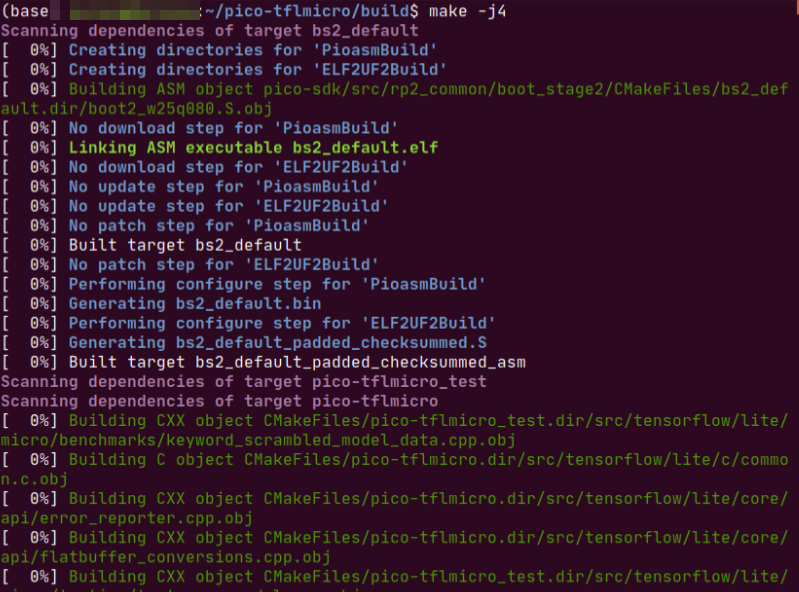 (base :~/pico-tflmicro/build$ make -j4
Scanning dependencies of target bs2_default
[  0%] Creating directories for 'PioasmBuild'
[  0%] Creating directories for 'ELF2UF2Build'
[  0%] Building ASM object pico-sdk/src/rp2_common/boot_stage2/CMakeFiles/bs2_def
ault.dir/boot2_w25q080.S.obj
[  0%] No download step for 'PioasmBuild'
[  0%] Linking ASM executable bs2_default.elf
[  0%] No download step for 'ELF2UF2Build'
[  0%] No update step for 'PioasmBuild'
[  0%] No update step for 'ELF2UF2Build'
[  0%] No patch step for 'PioasmBuild'
[  0%] Built target bs2_default
[  0%] No patch step for 'ELF2UF2Build'
[  0%] Performing configure step for 'PioasmBuild'
[  0%] Generating bs2_default.bin
[  0%] Performing configure step for 'ELF2UF2Build'
[  0%] Generating bs2_default_padded_checksummed.S
[  0%] Built target bs2_default_padded_checksummed_asm
Scanning dependencies of target pico-tflmicro_test
Scanning dependencies of target pico-tflmicro
[  0%] Building CXX object CMakeFiles/pico-tflmicro_test.dir/src/tensorflow/lite/
micro/benchmarks/keyword_scrambled_model_data.cpp.obj
[  0%] Building C object CMakeFiles/pico-tflmicro.dir/src/tensorflow/lite/c/commo
n.c.obj
[  0%] Building CXX object CMakeFiles/pico-tflmicro.dir/src/tensorflow/lite/core/
api/error_reporter.cpp.obj
[  0%] Building CXX object CMakeFiles/pico-tflmicro.dir/src/tensorflow/lite/core/
api/flatbuffer_conversions.cpp.obj
[  0%] Building CXX object CMakeFiles/pico-tflmicro_test.dir/src/tensorflow/lite/